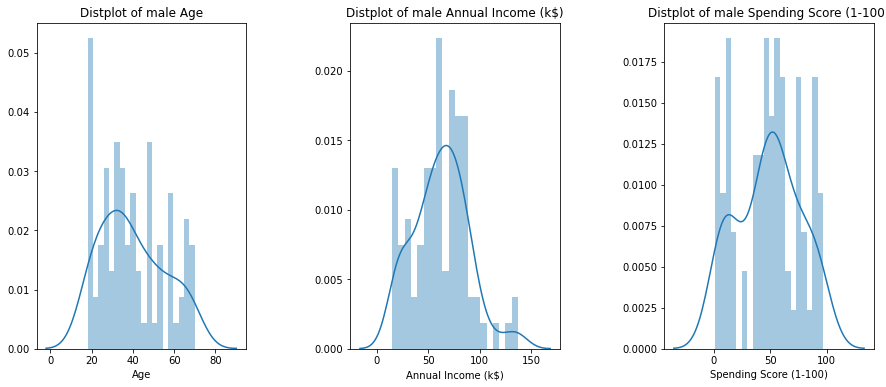 Distplot of male Age
0.05
0.04
0.03
0.02
0.01
0.00
0 20 40 60 80
Age
Distplot of male Annual Income (k$)
0.020
0.015
0.010
0.005
0.000
0 50 100 150
Annual Income (k$)
Distplot of male Spending Score (1-100
0.0175
0.0150
0.0125
0.0100
0.0075
0.0050
0.0025
0.0000
0 50 100
Spending Score (1-100)